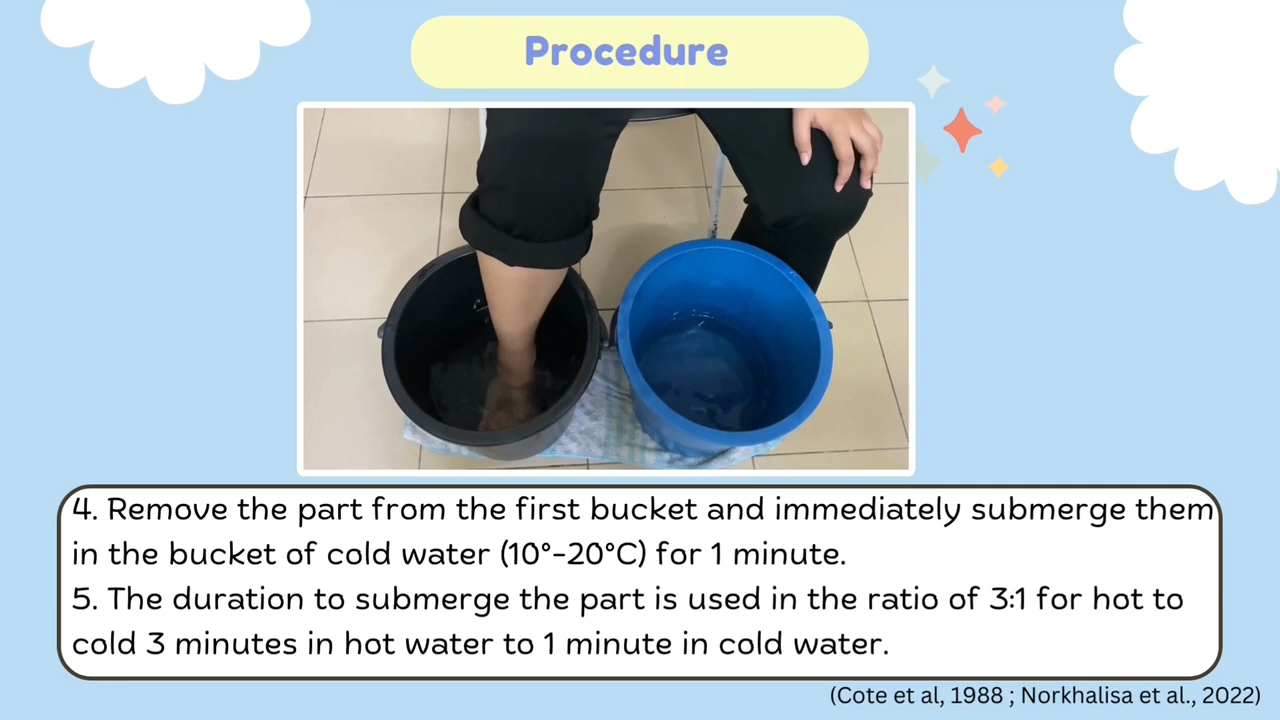 Procedure
4. Remove the part from the first bucket and immediately submerge them
in the bucket of cold water (10°-20°C) for 1 minute.
5. The duration to submerge the part is used in the ratio of 3:1 for hot to
cold 3 minutes in hot water to 1 minute in cold water.
(Cote et al, 1988 ; Norkhalisa et al., 2022)